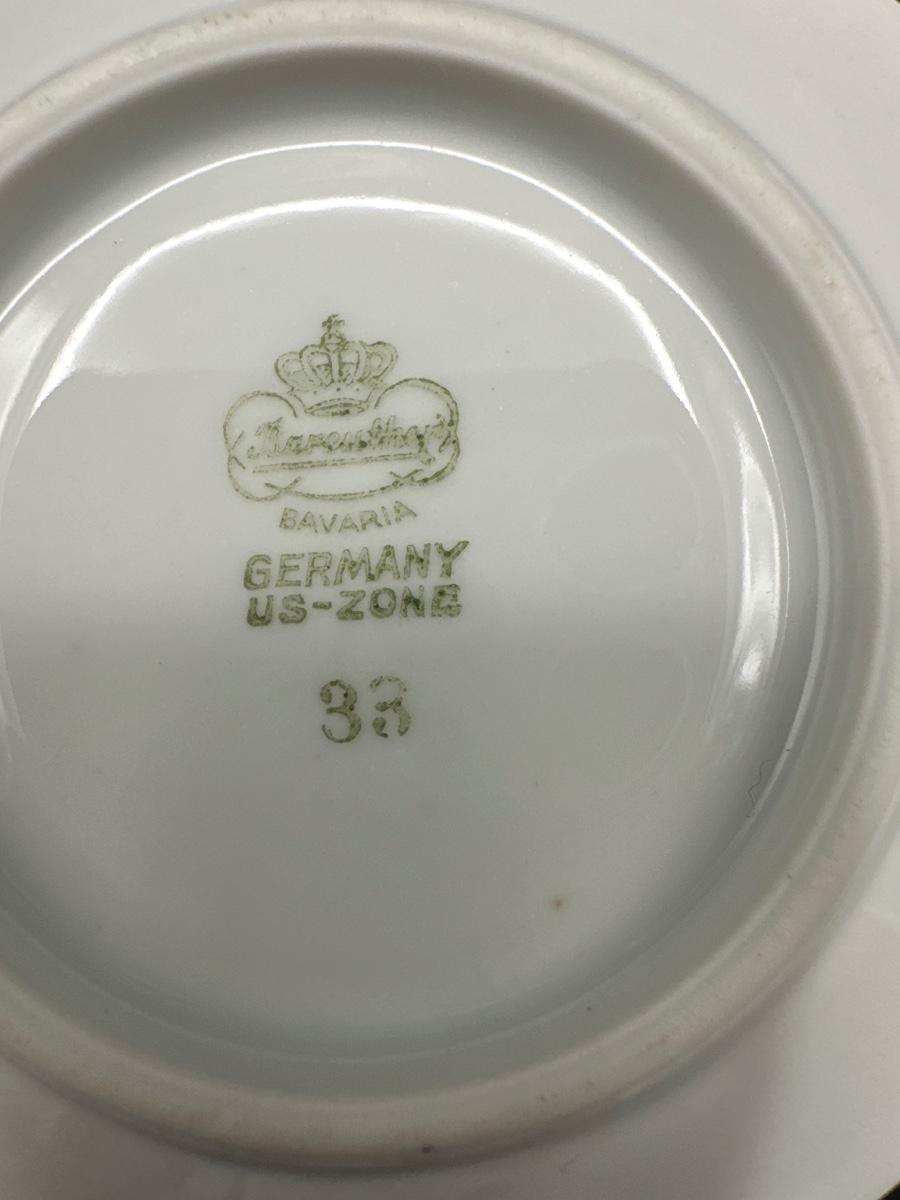 Bareuther
BAVARIA
GERMANY
US-ZONE
33